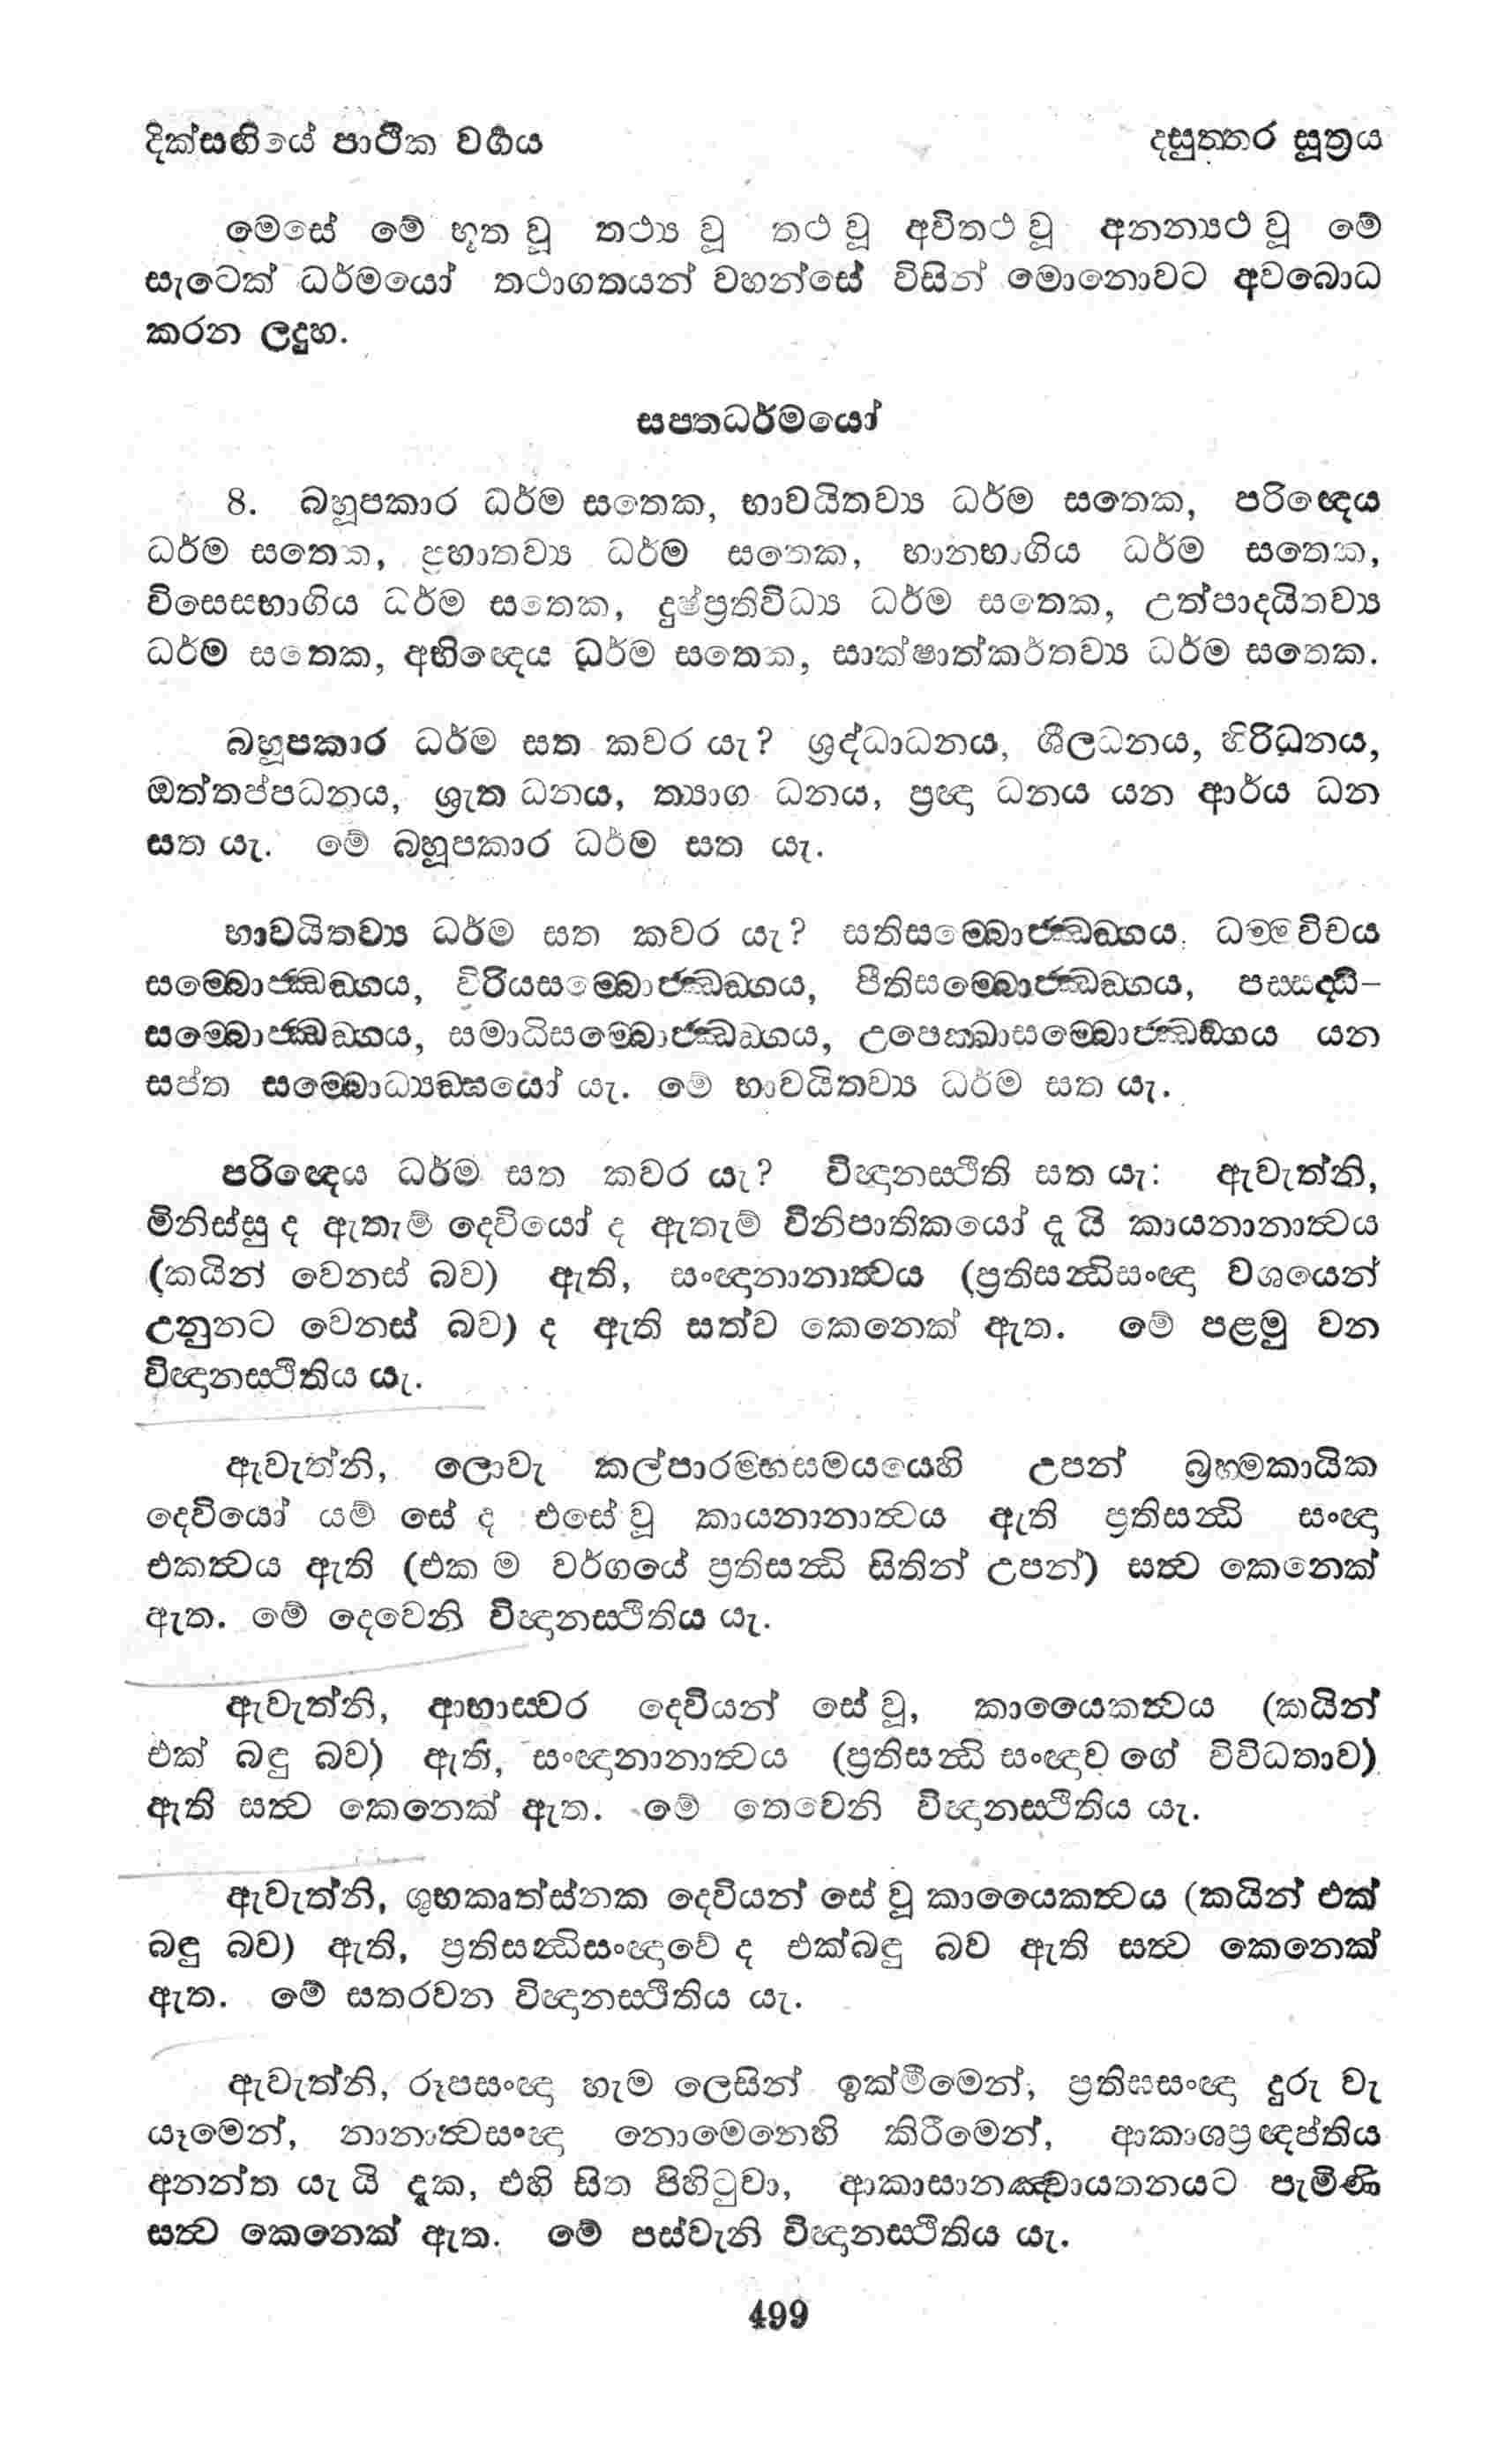 දික්සඟියේ පාථික වර්‍ගය
දසුත්තර සූත්‍රය
මෙසේ මේ භූත වූ තථ්‍ය වූ තථ වූ අවිතථ වූ අනන්‍යථ වූ මේ
සැටෙක් ධර්මයෝ තථාගතයන් වහන්සේ විසින් මොනොවට අවබොධ
කරන ලදුහ.
සප්තධර්මයෝ
8. බහූපකාර ධර්ම සතෙක, භාවයිතව්‍ය ධර්ම සතෙක, පරිඥෙය
ධර්ම සතෙක, ප්‍රහාතව්‍ය ධර්ම සතෙක, හානභාගිය ධර්ම සතෙක,
විසෙසභාගිය ධර්ම සතෙක, දුෂ්ප්‍රතිවිධ්‍ය ධර්ම සතෙක, උත්පාදයිතව්‍ය
ධර්ම සතෙක, අභිඥෙය ධර්ම සතෙක, සාක්ෂාත්කර්තව්‍ය ධර්ම සතෙක.
බහූපකාර ධර්ම සත කවර යැ? ශ්‍රද්ධාධනය, ශීලධනය, හිරිධනය,
ඔත්තප්පධනය, ශ්‍රැත ධනය, ත්‍යාග ධනය, ප්‍රඥා ධනය යන ආර්ය ධන
සත යැ. මේ බහූපකාර ධර්ම සත යැ.
භාවයිතව්‍ය ධර්ම සත කවර යැ? සතිසම්බොජ්ඣඞ්ගය, ධම්මවිචය
සම්බොජ්ඣඞ්ගය, විරියසම්බොජ්ඣඞ්ගය, පීතිසම්බොජ්ඣඞ්ගය, පස්සද්ධි-
සම්බොජ්ඣඞ්ගය, සමාධිසම්බොජ්ඣඞ්ගය, උපෙක්ඛාසම්බොජ්ඣඞ්ගය යන
සප්ත සම්බොධ්‍යඞ්ගයෝ යැ. මේ භාවයිතව්‍ය ධර්ම සත යැ.
පරිඥෙය ධර්ම සත කවර යැ? විඥානස්ථිති සත යැ: ඇවැත්නි,
මිනිස්සු ද ඇතැම් දෙවියෝ ද ඇතැම් විනිපාතිකයෝ දැ යි කායනානාත්‍වය
(කයින් වෙනස් බව) ඇති, සංඥානානාත්‍වය (ප්‍රතිසන්ධිසංඥා වශයෙන්
උනුනට වෙනස් බව) ද ඇති සත්ව කෙනෙක් ඇත. මේ පළමු වන
විඥානස්ථිතිය යැ.
ඇවැත්නි, ලොවැ කල්පාරම්භසමයයෙහි උපන් බ්‍රහ්මකායික
දෙවියෝ යම් සේ ද එසේ වූ කායනානාත්‍වය ඇති ප්‍රතිසන්ධි සංඥා
එකත්‍වය ඇති (එක ම වර්ගයේ ප්‍රතිසන්ධි සිතින් උපන්) සත්‍ව කෙනෙක්
ඇත. මේ දෙවෙනි විඥානස්ථිතිය යැ.
ඇවැත්නි, ආභාස්වර දෙවියන් සේ වූ, කායෛකත්‍වය (කයින්
එක් බඳු බව) ඇති, සංඥානානාත්‍වය (ප්‍රතිසන්ධි සංඥාව ගේ විවිධතාව)
ඇති සත්‍ව කෙනෙක් ඇත. මේ තෙවෙනි විඥානස්ථිතිය යැ.
ඇවැත්නි, ශුභකෘත්ස්නක දෙවියන් සේ වූ කායෛකත්‍වය (කයින් එක්
බඳු බව) ඇති, ප්‍රතිසන්ධිසංඥාවේ ද එක්බඳු බව ඇති සත්‍ව කෙනෙක්
ඇත. මේ සතරවන විඥානස්ථිතිය යැ.
ඇවැත්නි, රූපසංඥා හැම ලෙසින් ඉක්මීමෙන්, ප්‍රතිඝසංඥා දුරු වැ
යෑමෙන්, නානාත්‍වසංඥා නොමෙනෙහි කිරීමෙන්, ආකාශප්‍රඥප්තිය
අනන්ත යැ යි දැක, එහි සිත පිහිටුවා, ආකාසානඤ්චායතනයට පැමිණි
සත්‍ව කෙනෙක් ඇත. මේ පස්වැනි විඥානස්ථිතිය යැ.
499